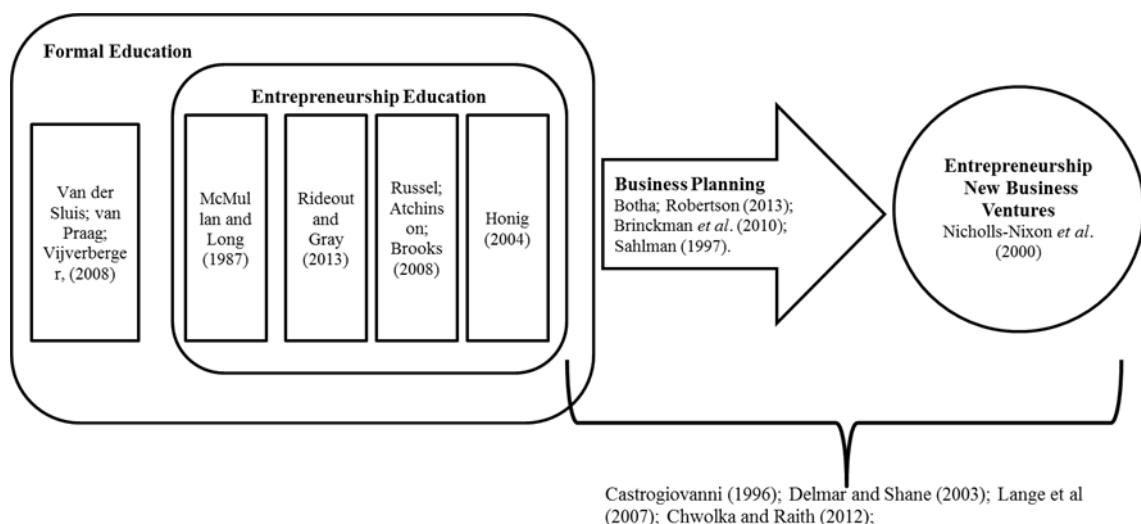 Formal Education
Entrepreneurship Education
Van der
Sluis; van
Praag;
Vijverberge
r, (2008)
McMul
lan and
Long
(1987)
Rideout
and
Gray
(2013)
Russel;
Atchins
on;
Brooks
(2008)
Honig
(2004)
Business Planning
Botha; Robertson (2013);
Brinckman et al. (2010);
Sahlman (1997).
Entrepreneurship
New Business
Ventures
Nicholls-Nixon et al.
(2000)
Castrogiovanni (1996); Delmar and Shane (2003); Lange et al
(2007); Chwolka and Raith (2012);